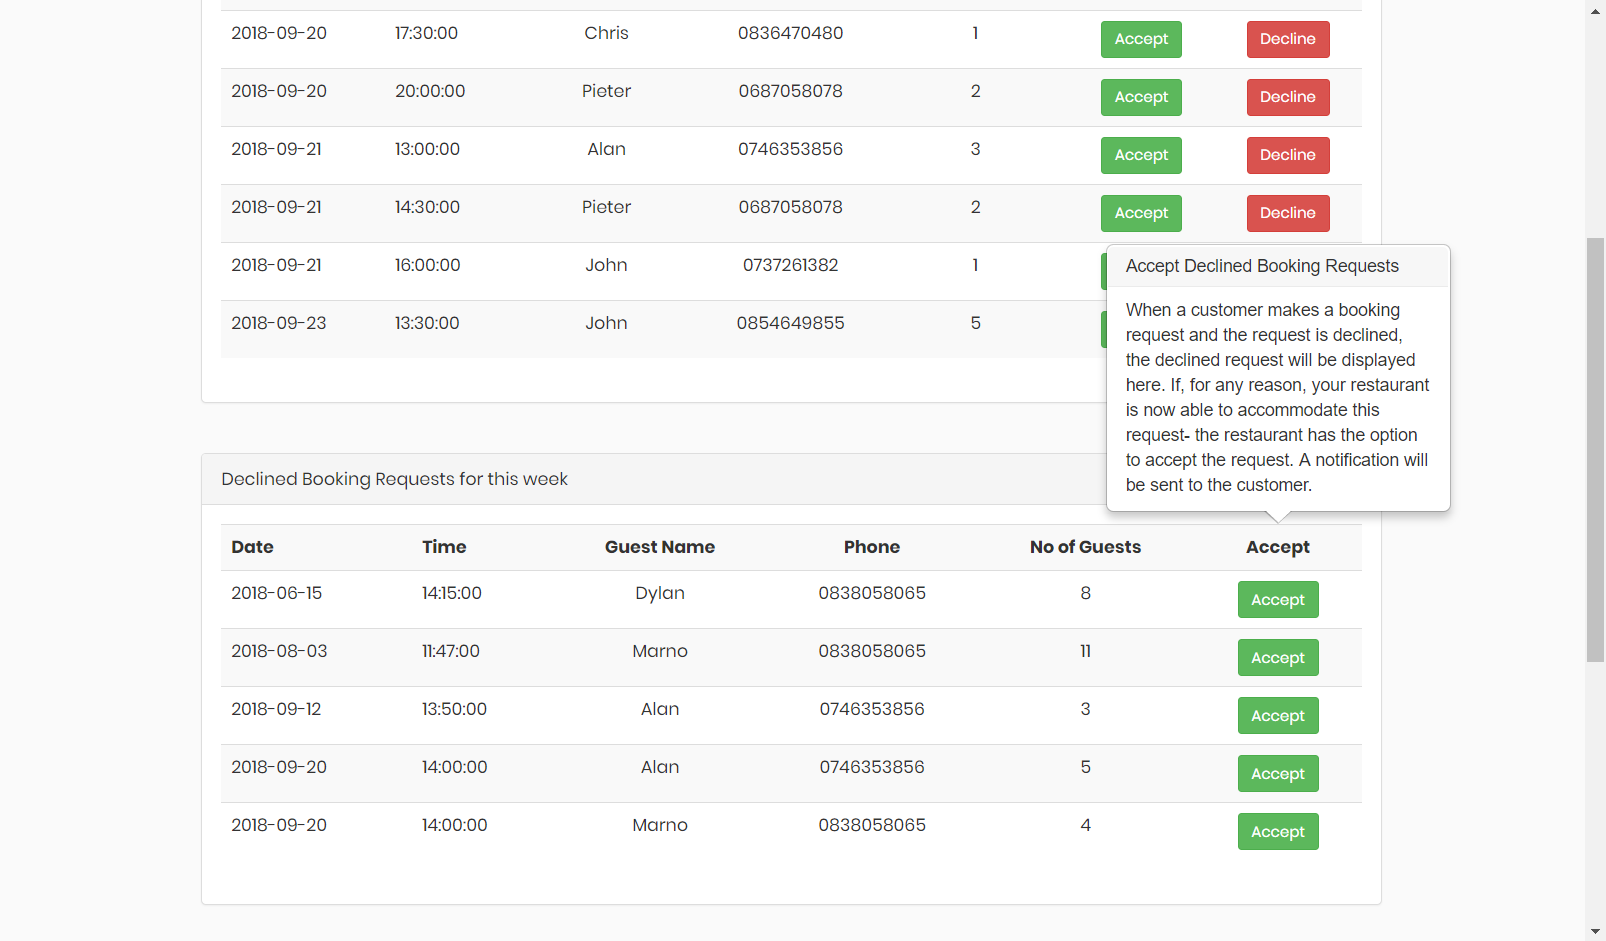 2018-09-20 17:30:00 Chris 0836470480 1 Accept Decline
2018-09-20 20:00:00 Pieter 0687058078 2 Accept Decline
2018-09-21 13:00:00 Alan 0746353856 3 Accept Decline
2018-09-21 14:30:00 Pieter 0687058078 2 Accept Decline
2018-09-21 16:00:00 John 0737261382 1
2018-09-23 13:30:00 John 0854649855 5
Accept Declined Booking Requests
When a customer makes a booking
request and the request is declined,
the declined request will be displayed
here. If, for any reason, your restaurant
is now able to accommodate this
request- the restaurant has the option
to accept the request. A notification will
be sent to the customer.
Declined Booking Requests for this week
Date Time Guest Name Phone No of Guests Accept
2018-06-15 14:15:00 Dylan 0838058065 8 Accept
2018-08-03 11:47:00 Marno 0838058065 11 Accept
2018-09-12 13:50:00 Alan 0746353856 3 Accept
2018-09-20 14:00:00 Alan 0746353856 5 Accept
2018-09-20 14:00:00 Marno 0838058065 4 Accept